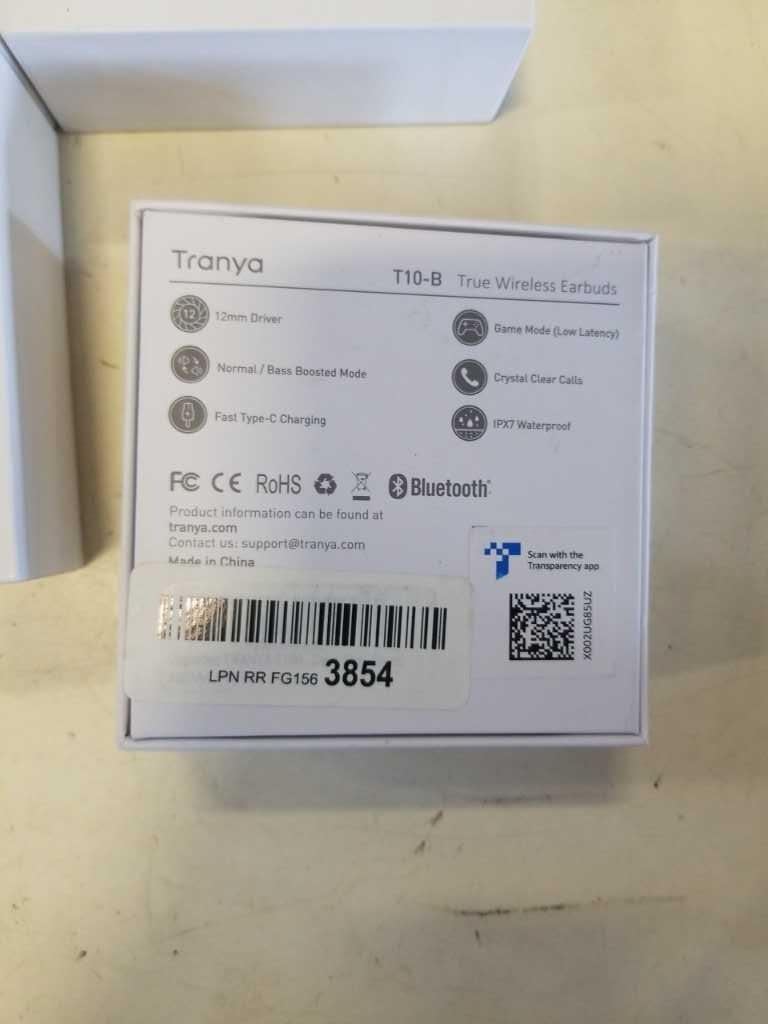 Tranya
T10-B True Wireless Earbuds
12 12mm Driver
Game Mode (Low Latency)
Normal / Bass Boosted Mode
Crystal Clear Calls
Fast Type-C Charging
IPX7 Waterproof
FC CE RoHS Bluetooth
Product information can be found at
tranya.com
Contact us: support@tranya.com
Made in China
Scan with the
Transparency app
X002UG85UZ
LPN RR FG156 3854